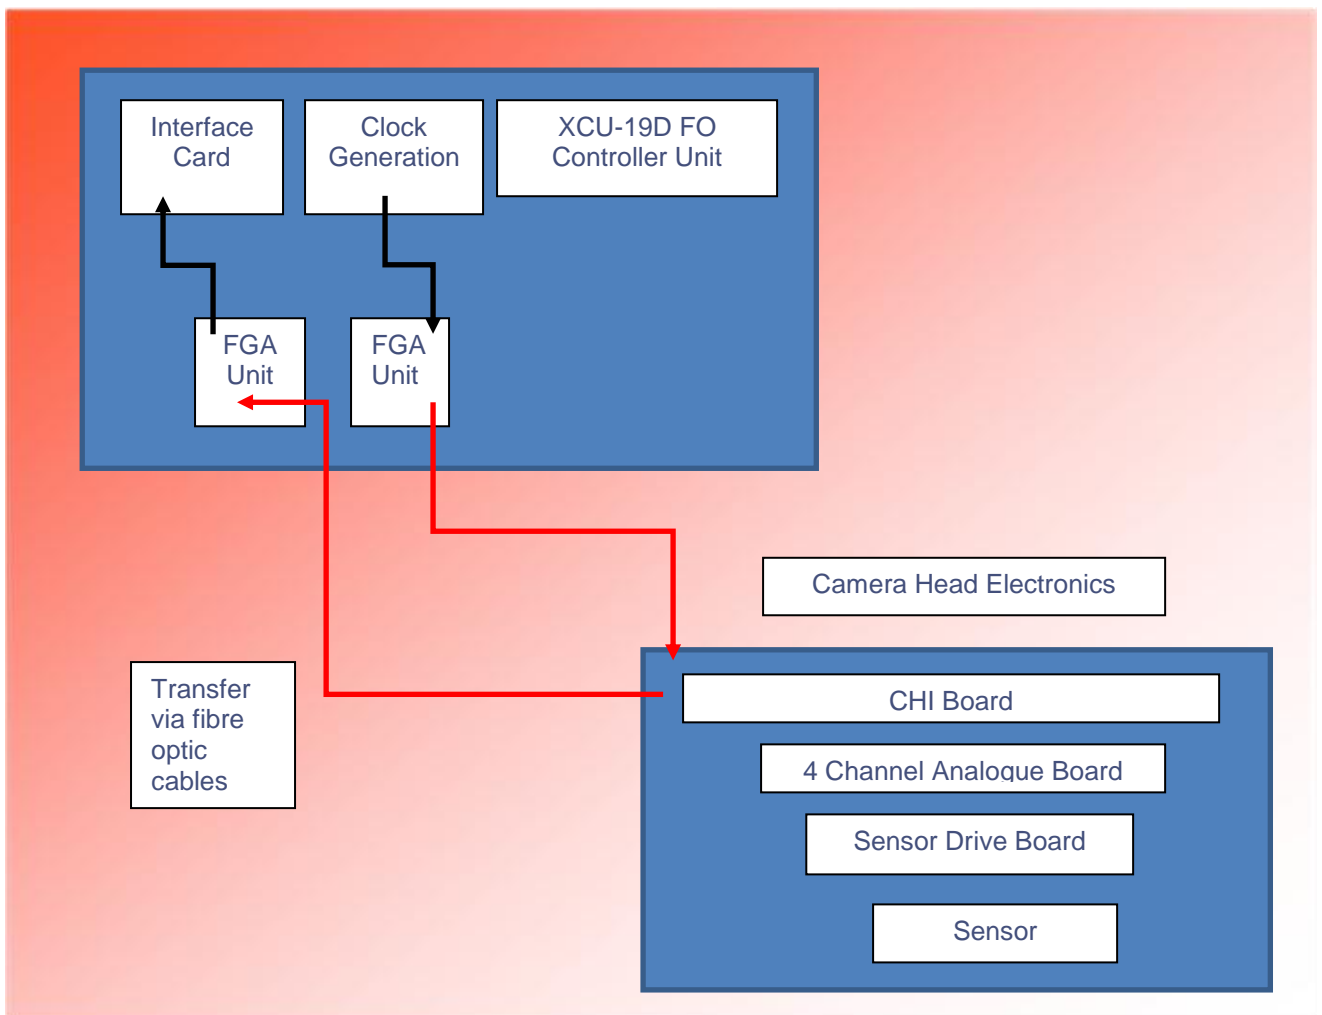 Interface
Card
Clock
Generation
XCU-19D FO
Controller Unit
FGA
Unit
FGA
Unit
Camera Head Electronics
Transfer
via fibre
optic
cables
CHI Board
4 Channel Analogue Board
Sensor Drive Board
Sensor